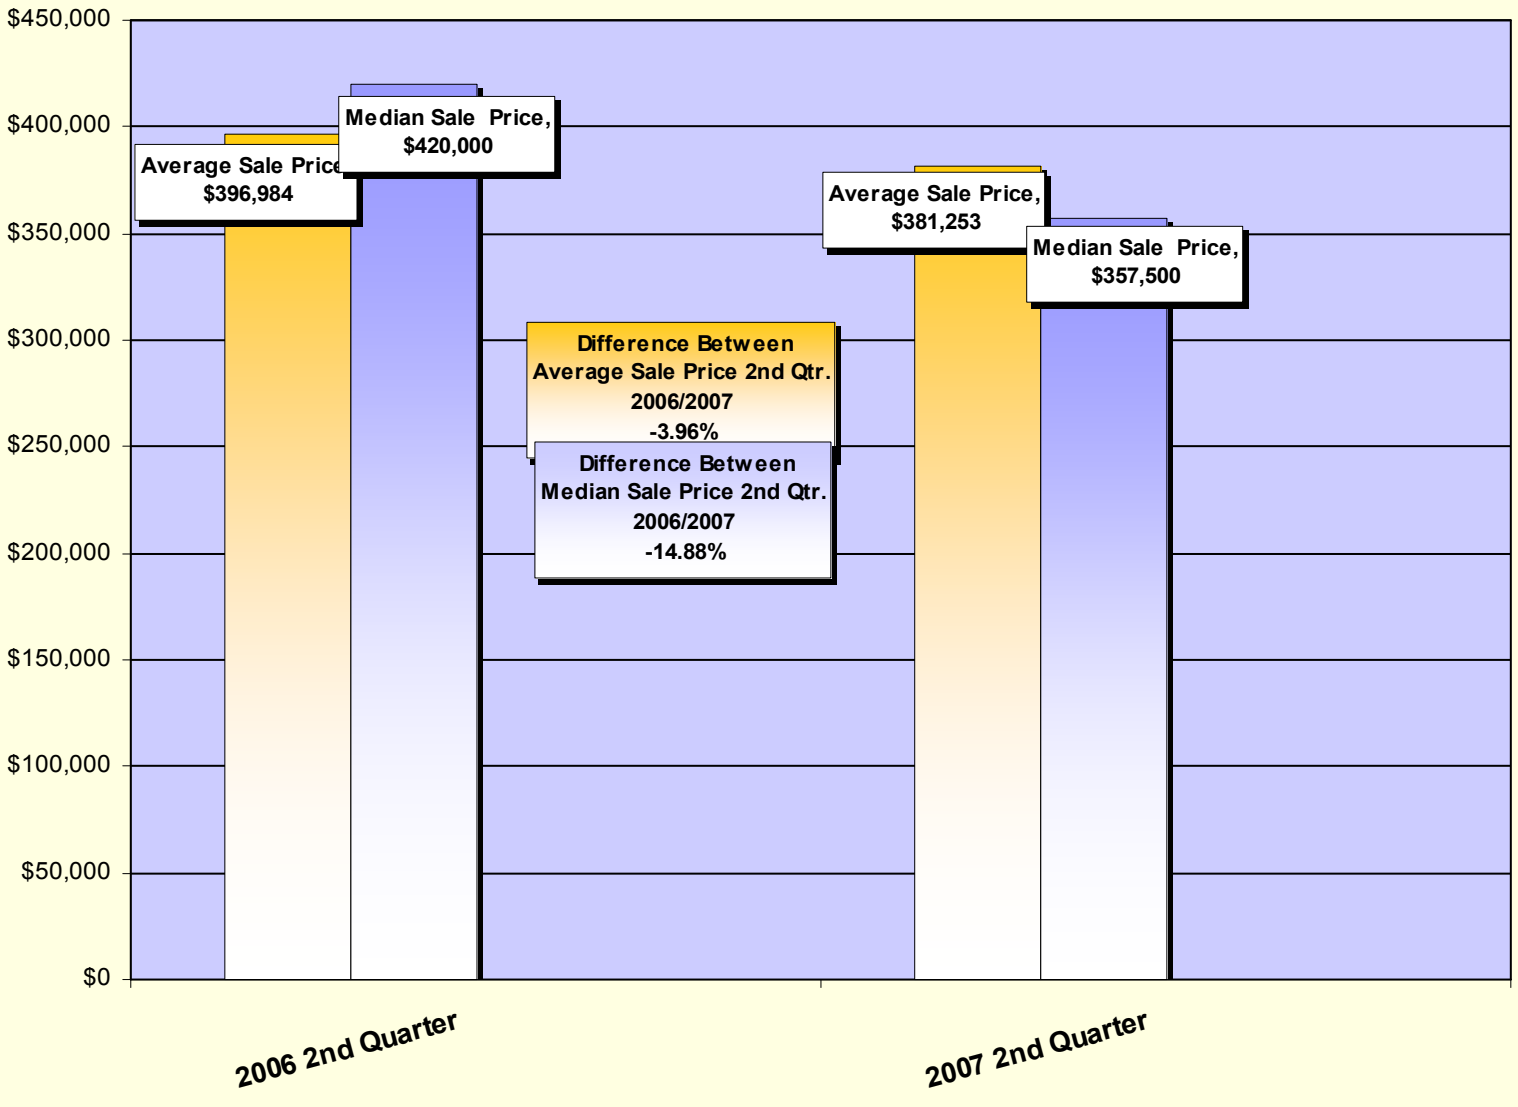 $450,000
$400,000
$350,000
$300,000
$250,000
$200,000
$150,000
$100,000
$50,000
$0
Average Sale Price
$396,984
Median Sale  Price,
$420,000
Difference Between
Average Sale Price 2nd Qtr.
2006/2007
-3.96%
Difference Between
Median Sale Price 2nd Qtr.
2006/2007
-14.88%
Average Sale Price,
$381,253
Median Sale  Price,
$357,500
2006 2nd Quarter
2007 2nd Quarter